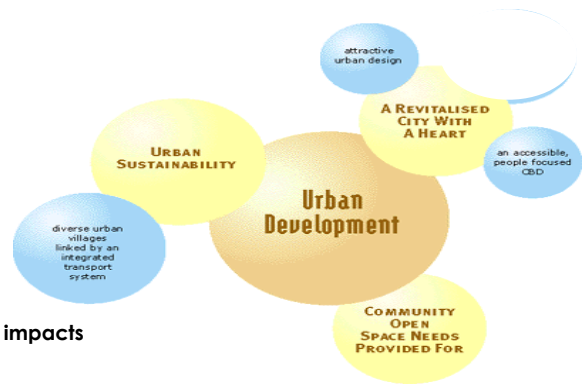 attractive
urban design
A REVITALISED
CITY WITH
A HEART
an accessible,
people focused
CBD
URBAN
SUSTAINABILITY
Urban
Development
diverse urban
villages
linked by an
integrated
transport
system
impacts
COMMUNITY
OPEN
SPACE NEEDS
PROVIDED FOR